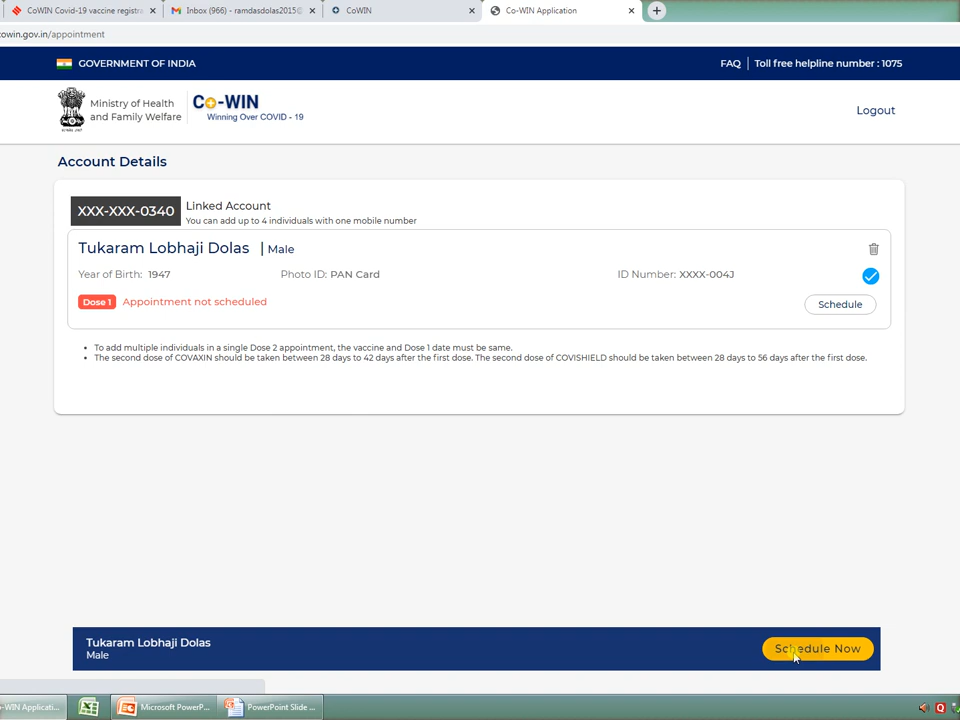 CoWIN Covid-19 vaccine registra
Inbox (966) - ramdasdolas2015@
CoWIN
Co-WIN Application
cowin.gov.in/appointment
GOVERNMENT OF INDIA
FAQ
Toll free helpline number : 1075
Ministry of Health
and Family Welfare
Co-WIN
Winning Over COVID - 19
Logout
Account Details
XXX-XXX-0340
Linked Account
You can add up to 4 individuals with one mobile number
Tukaram Lobhaji Dolas | Male
Year of Birth: 1947
Photo ID: PAN Card
ID Number: XXXX-004J
Dose 1 Appointment not scheduled
Schedule
• To add multiple individuals in a single Dose 2 appointment, the vaccine and Dose 1 date must be same.
• The second dose of COVAXIN should be taken between 28 days to 42 days after the first dose. The second dose of COVISHIELD should be taken between 28 days to 56 days after the first dose.
Tukaram Lobhaji Dolas
Male
Schedule Now
-WIN Applicati...
Microsoft PowerP...
PowerPoint Slide ...